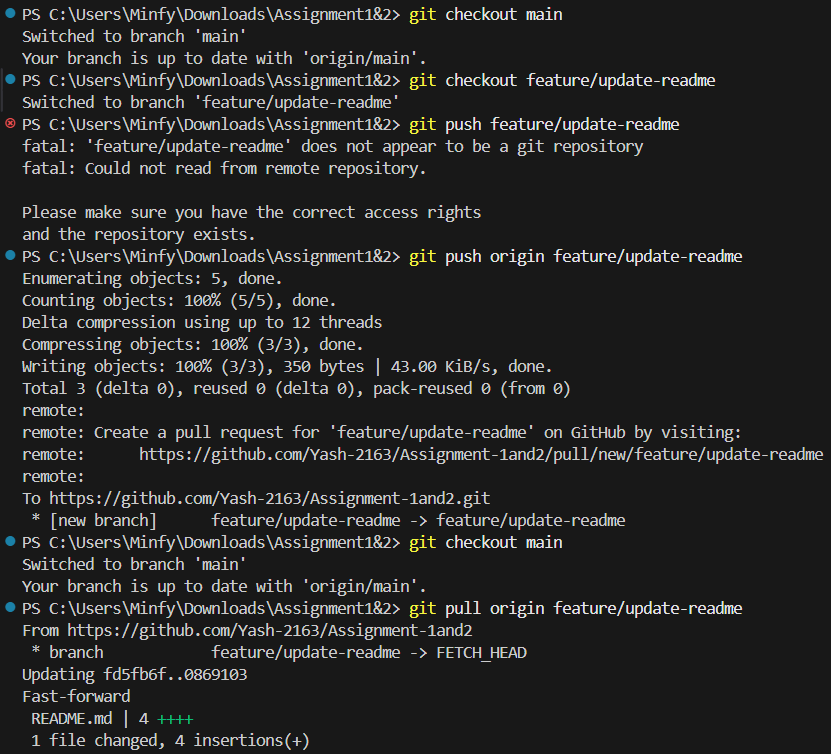 PS C:\Users\Minfy\Downloads\Assignment1&2> git checkout main
Switched to branch 'main'
Your branch is up to date with 'origin/main'.
PS C:\Users\Minfy\Downloads\Assignment1&2> git checkout feature/update-readme
Switched to branch 'feature/update-readme'
PS C:\Users\Minfy\Downloads\Assignment1&2> git push feature/update-readme
fatal: 'feature/update-readme' does not appear to be a git repository
fatal: Could not read from remote repository.

Please make sure you have the correct access rights
and the repository exists.
PS C:\Users\Minfy\Downloads\Assignment1&2> git push origin feature/update-readme
Enumerating objects: 5, done.
Counting objects: 100% (5/5), done.
Delta compression using up to 12 threads
Compressing objects: 100% (3/3), done.
Writing objects: 100% (3/3), 350 bytes | 43.00 KiB/s, done.
Total 3 (delta 0), reused 0 (delta 0), pack-reused 0 (from 0)
remote:
remote: Create a pull request for 'feature/update-readme' on GitHub by visiting:
remote:      https://github.com/Yash-2163/Assignment-1and2/pull/new/feature/update-readme
remote:
To https://github.com/Yash-2163/Assignment-1and2.git
 * [new branch]      feature/update-readme -> feature/update-readme
PS C:\Users\Minfy\Downloads\Assignment1&2> git checkout main
Switched to branch 'main'
Your branch is up to date with 'origin/main'.
PS C:\Users\Minfy\Downloads\Assignment1&2> git pull origin feature/update-readme
From https://github.com/Yash-2163/Assignment-1and2
 * branch            feature/update-readme -> FETCH_HEAD
Updating fd5fb6f..0869103
Fast-forward
 README.md | 4 ++++
 1 file changed, 4 insertions(+)